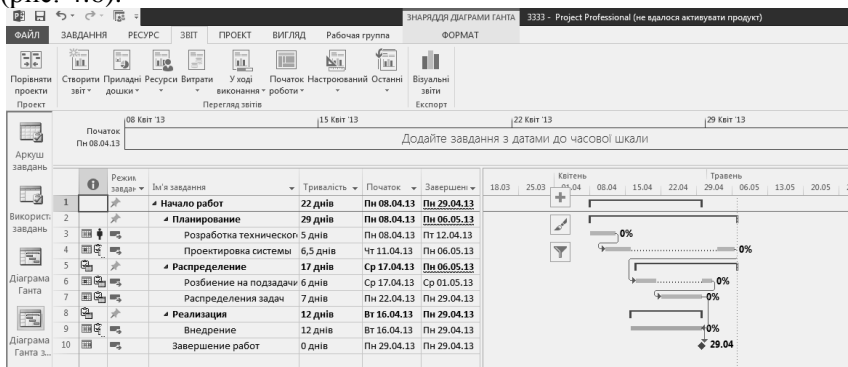 (рис. 4.8).
ЗНАРЯДДЯ ДІАГРАМИ ГАНТА 3333 - Project Professional (не вдалося активувати продукт)
ФАЙЛ ЗАВДАННЯ РЕСУРС ЗВІТ ПРОЕКТ ВИГЛЯД Рабочая группа ФОРМАТ
Порівняти проекти
Створити звіт
Приладні дошки
Ресурси
Витрати
У ході виконання
Початок роботи
Настроювані
Останні
Візуальні звіти
Проект Перегляд звітів Експорт
08 Квіт '13 15 Квіт '13 22 Квіт '13 29 Квіт '13
Початок
Пн 08.04.13
Додайте завдання з датами до часової шкали
Аркуш завдань
Використ завдань
Діаграма Ганта
Діаграма Ганта з...
Режим завдан Ім'я завдання Тривалість Початок Завершені
Квітень Травень
18.03 25.03 01.04 08.04 15.04 22.04 29.04 06.05 13.05 20.05
1 Начало работ 22 днів Пн 08.04.13 Пн 29.04.13
2 Планирование 29 днів Пн 08.04.13 Пн 06.05.13
3 Розработка технического 5 днів Пн 08.04.13 Пт 12.04.13 0%
4 Проектировка системы 6,5 днів Чт 11.04.13 Пн 06.05.13 0%
5 Распределение 17 днів Ср 17.04.13 Пн 06.05.13
6 Розбиение на подзадачи 6 днів Ср 17.04.13 Ср 01.05.13 0%
7 Распределения задач 7 днів Пн 22.04.13 Пн 29.04.13 0%
8 Реализация 12 днів Вт 16.04.13 Пн 29.04.13
9 Внедрение 12 днів Вт 16.04.13 Пн 29.04.13 0%
10 Завершение работ 0 днів Пн 29.04.13 Пн 29.04.13 29.04